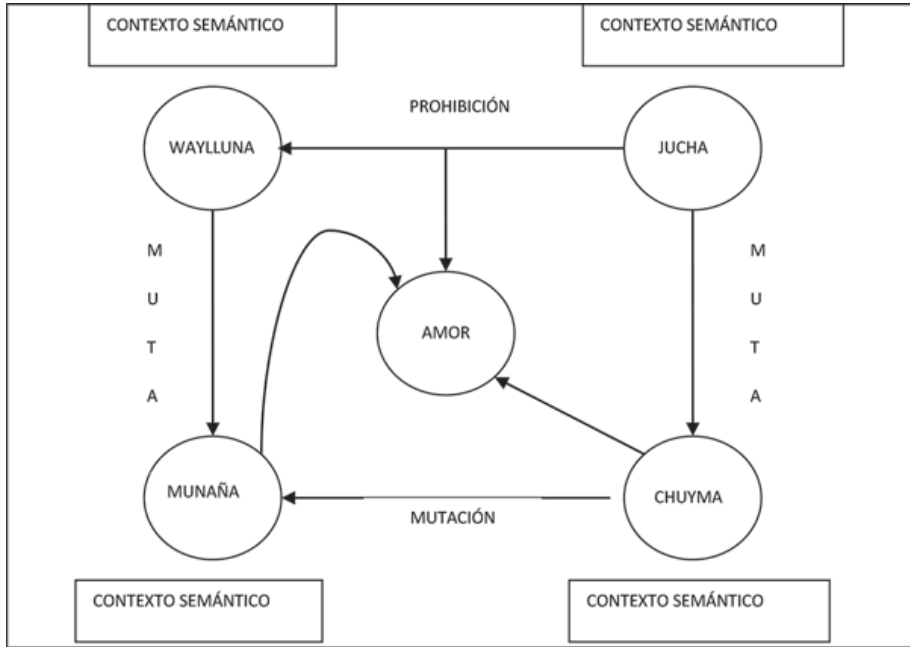 CONTEXTO SEMÁNTICO
CONTEXTO SEMÁNTICO
PROHIBICIÓN
WAYLLUNA
JUCHA
M
U
T
A
M
U
T
A
AMOR
MUNAÑA
CHUYMA
MUTACIÓN
CONTEXTO SEMÁNTICO
CONTEXTO SEMÁNTICO